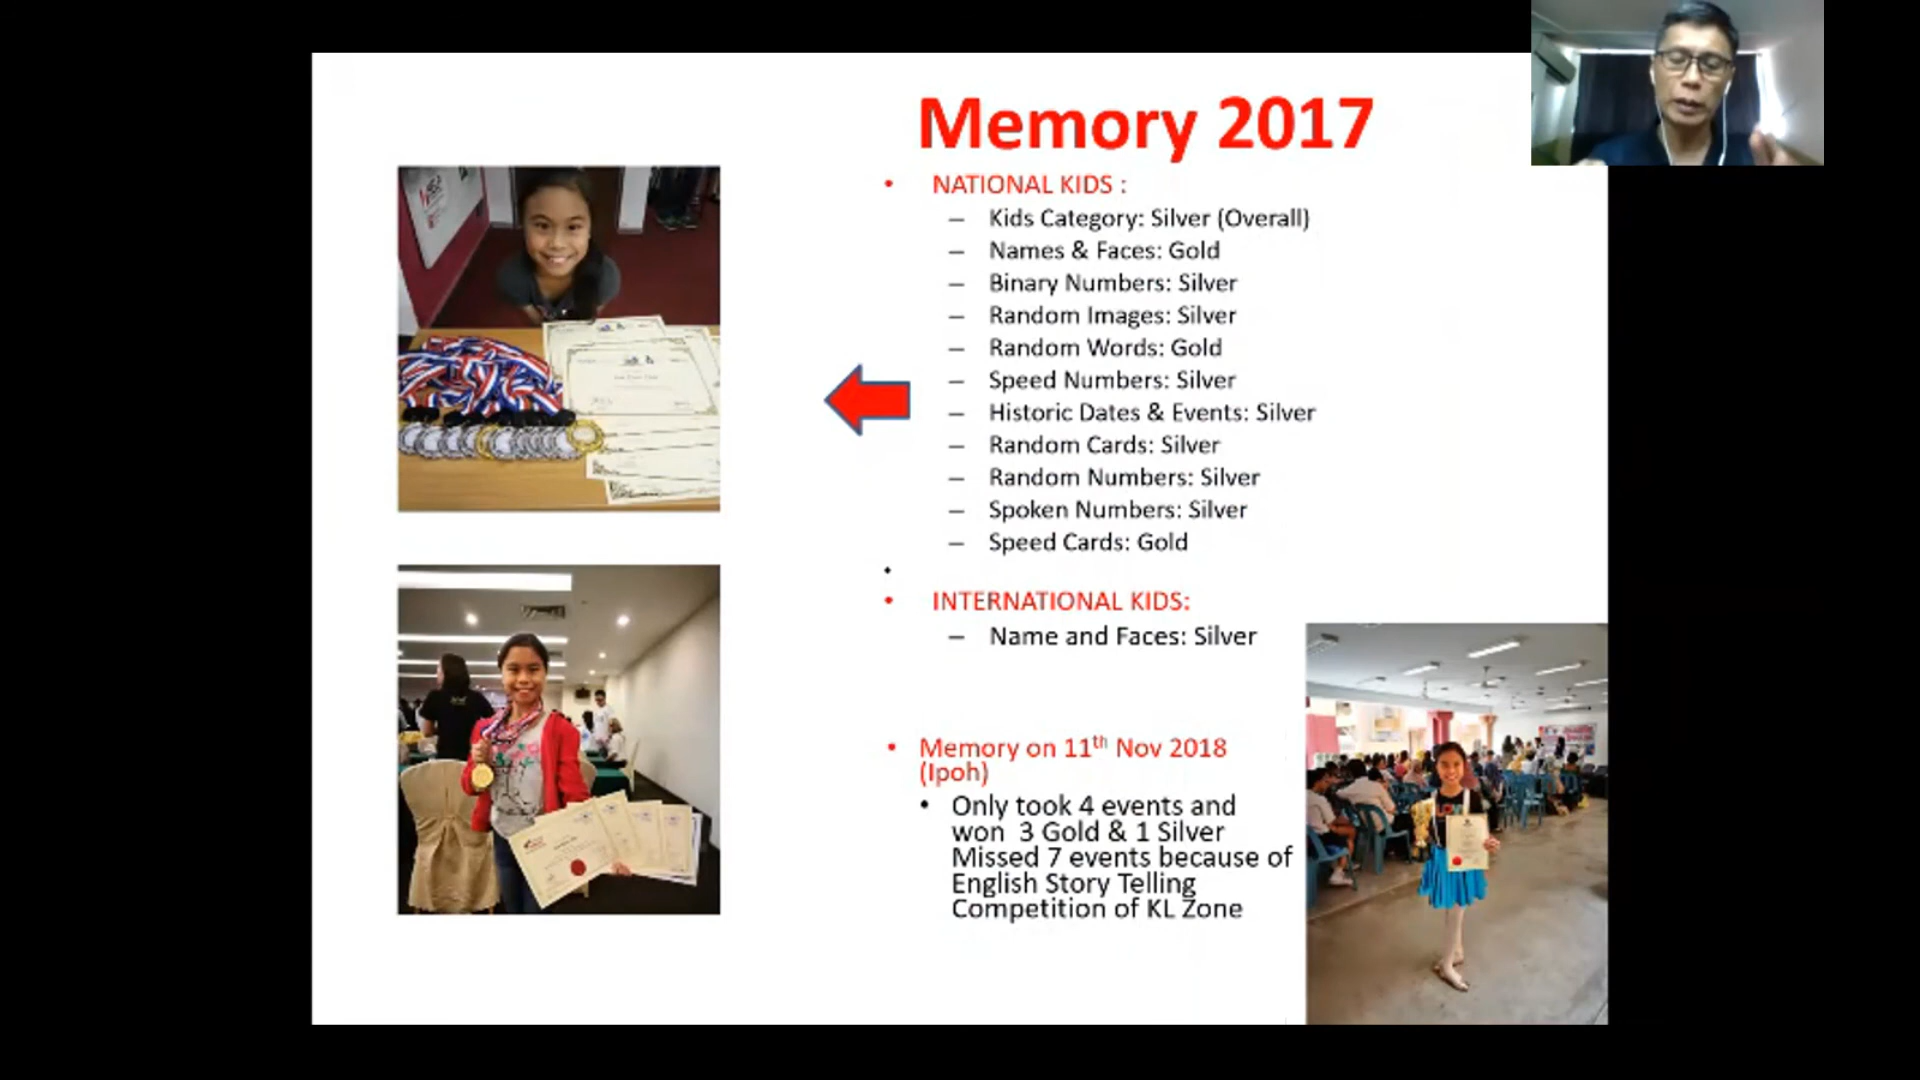 Memory 2017
• NATIONAL KIDS :
– Kids Category: Silver (Overall)
– Names & Faces: Gold
– Binary Numbers: Silver
– Random Images: Silver
– Random Words: Gold
– Speed Numbers: Silver
– Historic Dates & Events: Silver
– Random Cards: Silver
– Random Numbers: Silver
– Spoken Numbers: Silver
– Speed Cards: Gold
•
• INTERNATIONAL KIDS:
– Name and Faces: Silver
• Memory on 11th Nov 2018
(Ipoh)
• Only took 4 events and
won 3 Gold & 1 Silver
Missed 7 events because of
English Story Telling
Competition of KL Zone